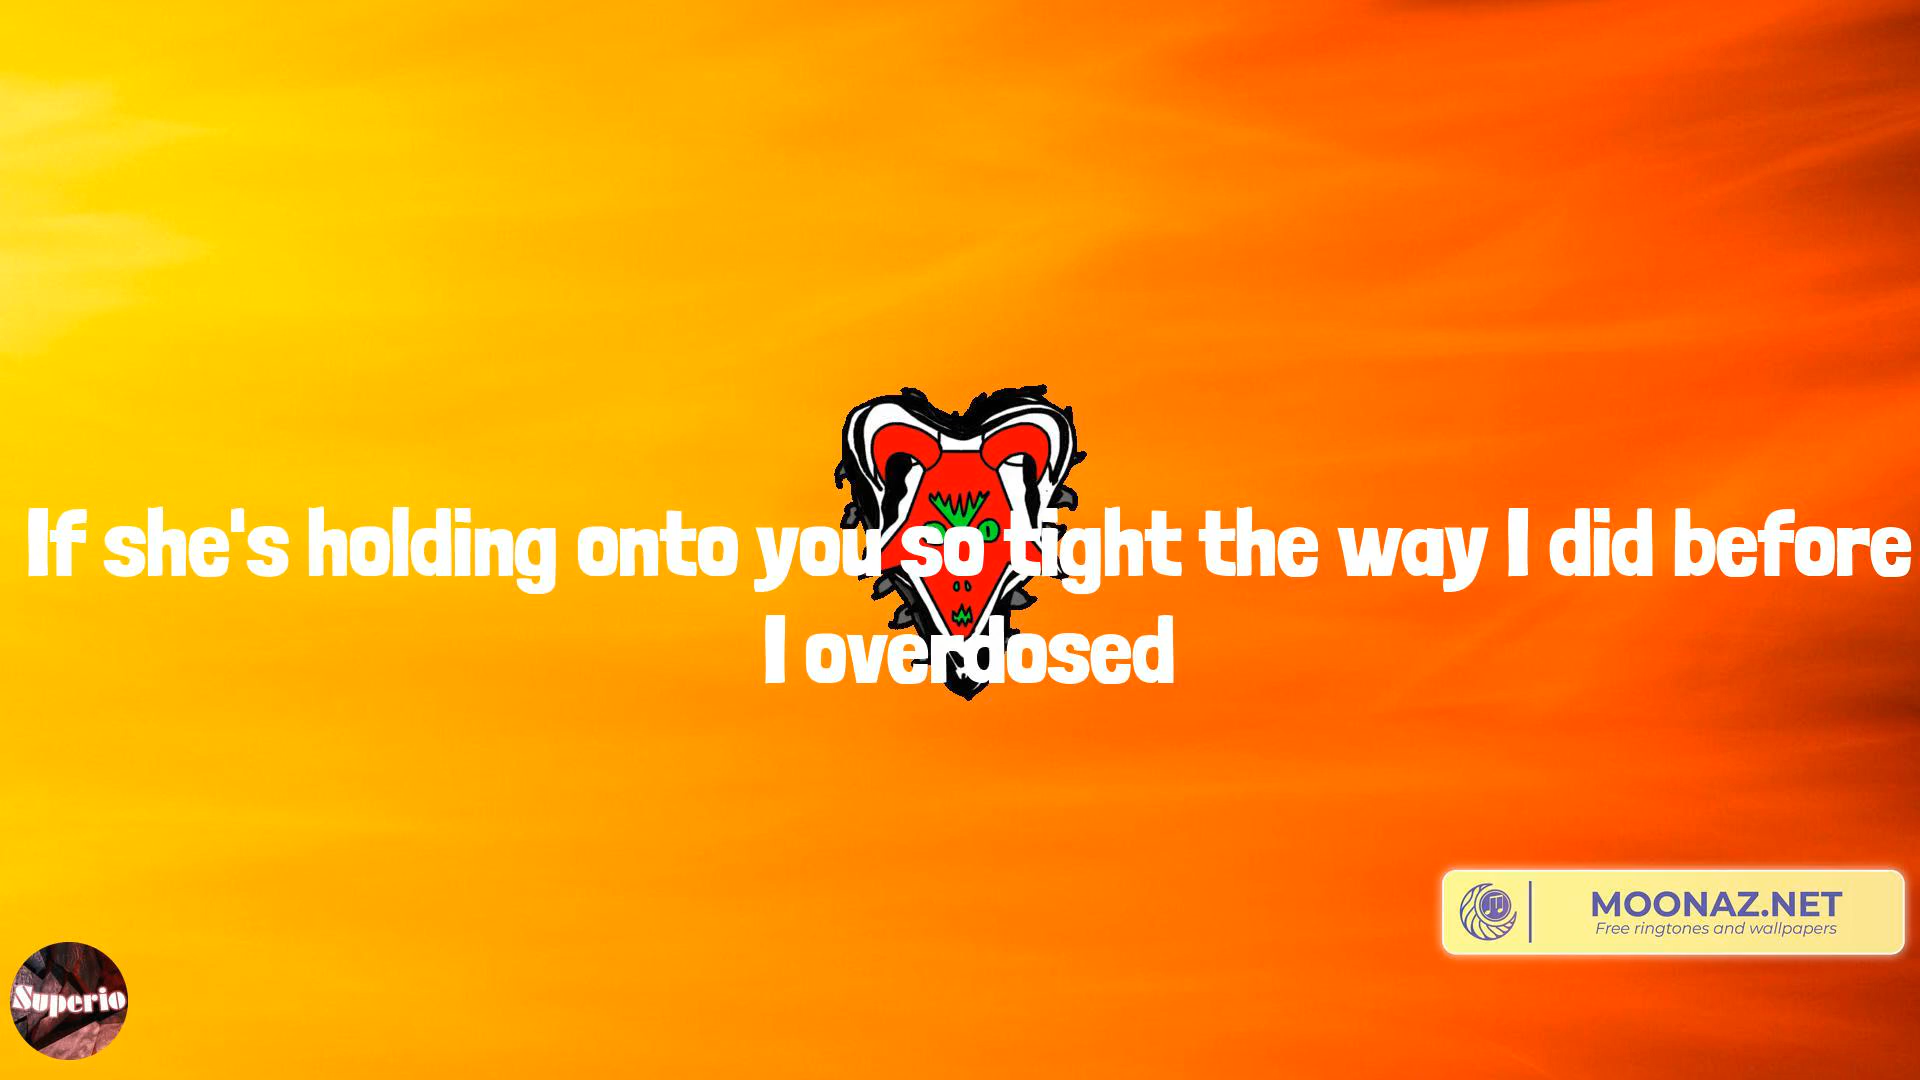 If she's holding onto you so tight the way I did before
I overdosed
MOONAZ.NET
Free ringtones and wallpapers
Superio